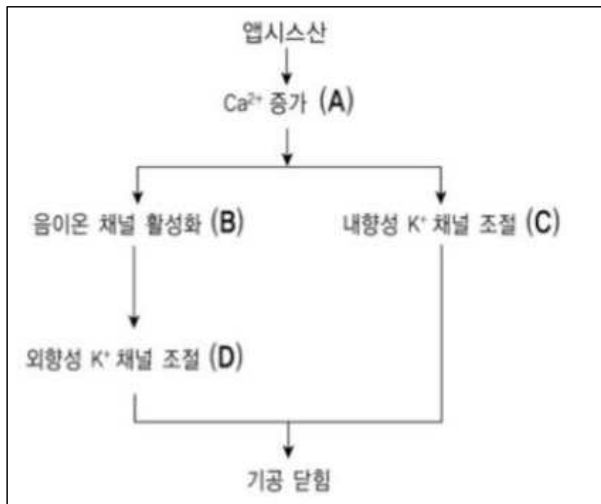 앱시스산
Ca²⁺ 증가 (A)
음이온 채널 활성화 (B)
내향성 K⁺ 채널 조절 (C)
외향성 K⁺ 채널 조절 (D)
기공 닫힘